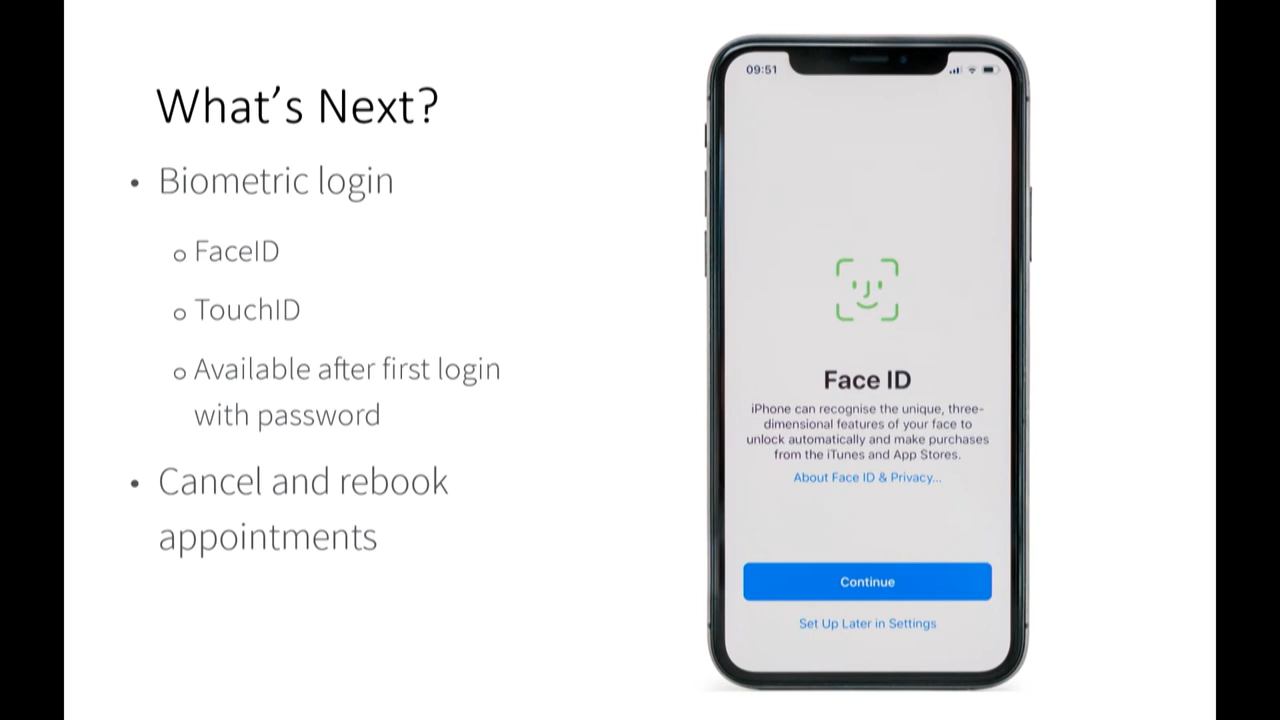 What's Next?
• Biometric login
o FaceID
o TouchID
o Available after first login
with password
• Cancel and rebook
appointments
09:51
Face ID
iPhone can recognise the unique, three-
dimensional features of your face to
unlock automatically and make purchases
from the iTunes and App Stores.
About Face ID & Privacy...
Continue
Set Up Later in Settings